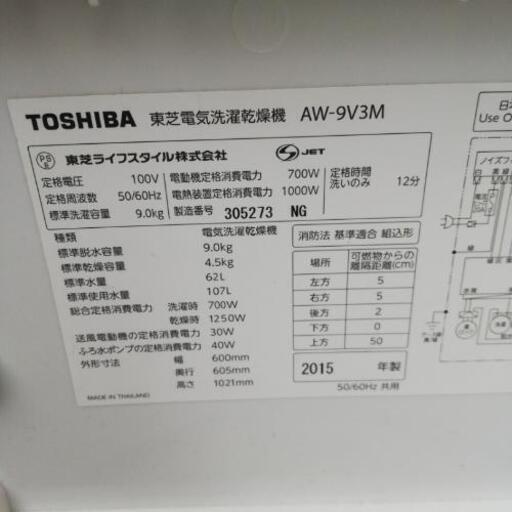 TOSHIBA 東芝電気洗濯乾燥機 AW-9V3M
PS E 東芝ライフスタイル株式会社 S JET
定格電圧 100V 電動機定格消費電力 700W 定格時間
定格周波数 50/60Hz 電熱装置定格消費電力 1000W 洗いのみ 12分
標準洗濯容量 9.0kg 製造番号 305273 NG
種類 電気洗濯乾燥機
標準脱水容量 9.0kg
標準乾燥容量 4.5kg
標準水量 62L
標準使用水量 107L
総合定格消費電力 洗濯時 700W
乾燥時 1250W
送風電動機の定格消費電力 30W
ふろ水ポンプの定格消費電力 40W
外形寸法 幅 600mm
奥行 605mm
高さ 1021mm
MADE IN THAILAND
消防法 基準適合 組込形
場所 可燃物からの離隔距離(cm)
左方 5
右方 5
後方 2
下方 0
上方 50
2015 年製
50/60Hz 共用
日本
Use O
ノイズフ
白